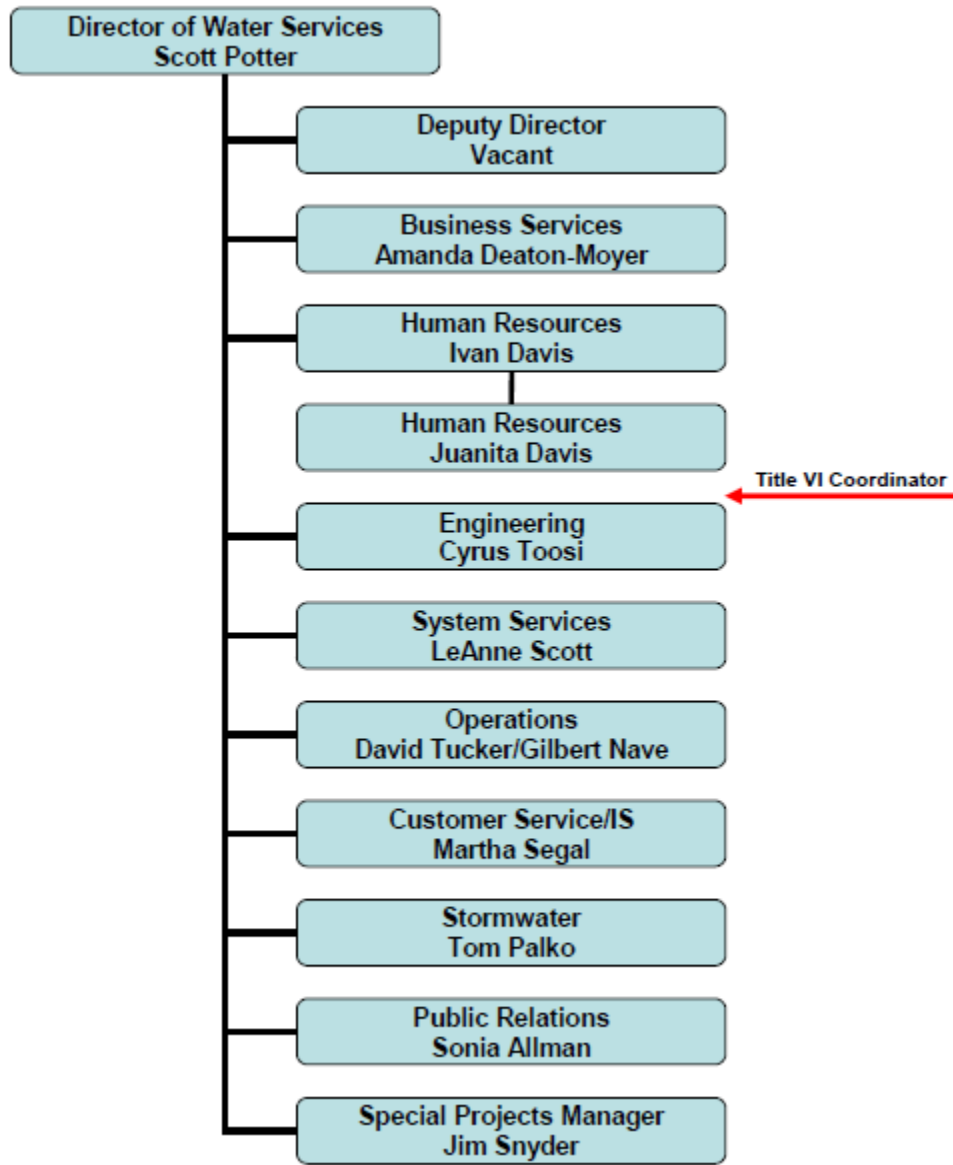 Director of Water Services
Scott Potter
Deputy Director
Vacant
Business Services
Amanda Deaton-Moyer
Human Resources
Ivan Davis
Human Resources
Juanita Davis
Title VI Coordinator
Engineering
Cyrus Toosi
System Services
LeAnne Scott
Operations
David Tucker/Gilbert Nave
Customer Service/IS
Martha Segal
Stormwater
Tom Palko
Public Relations
Sonia Allman
Special Projects Manager
Jim Snyder